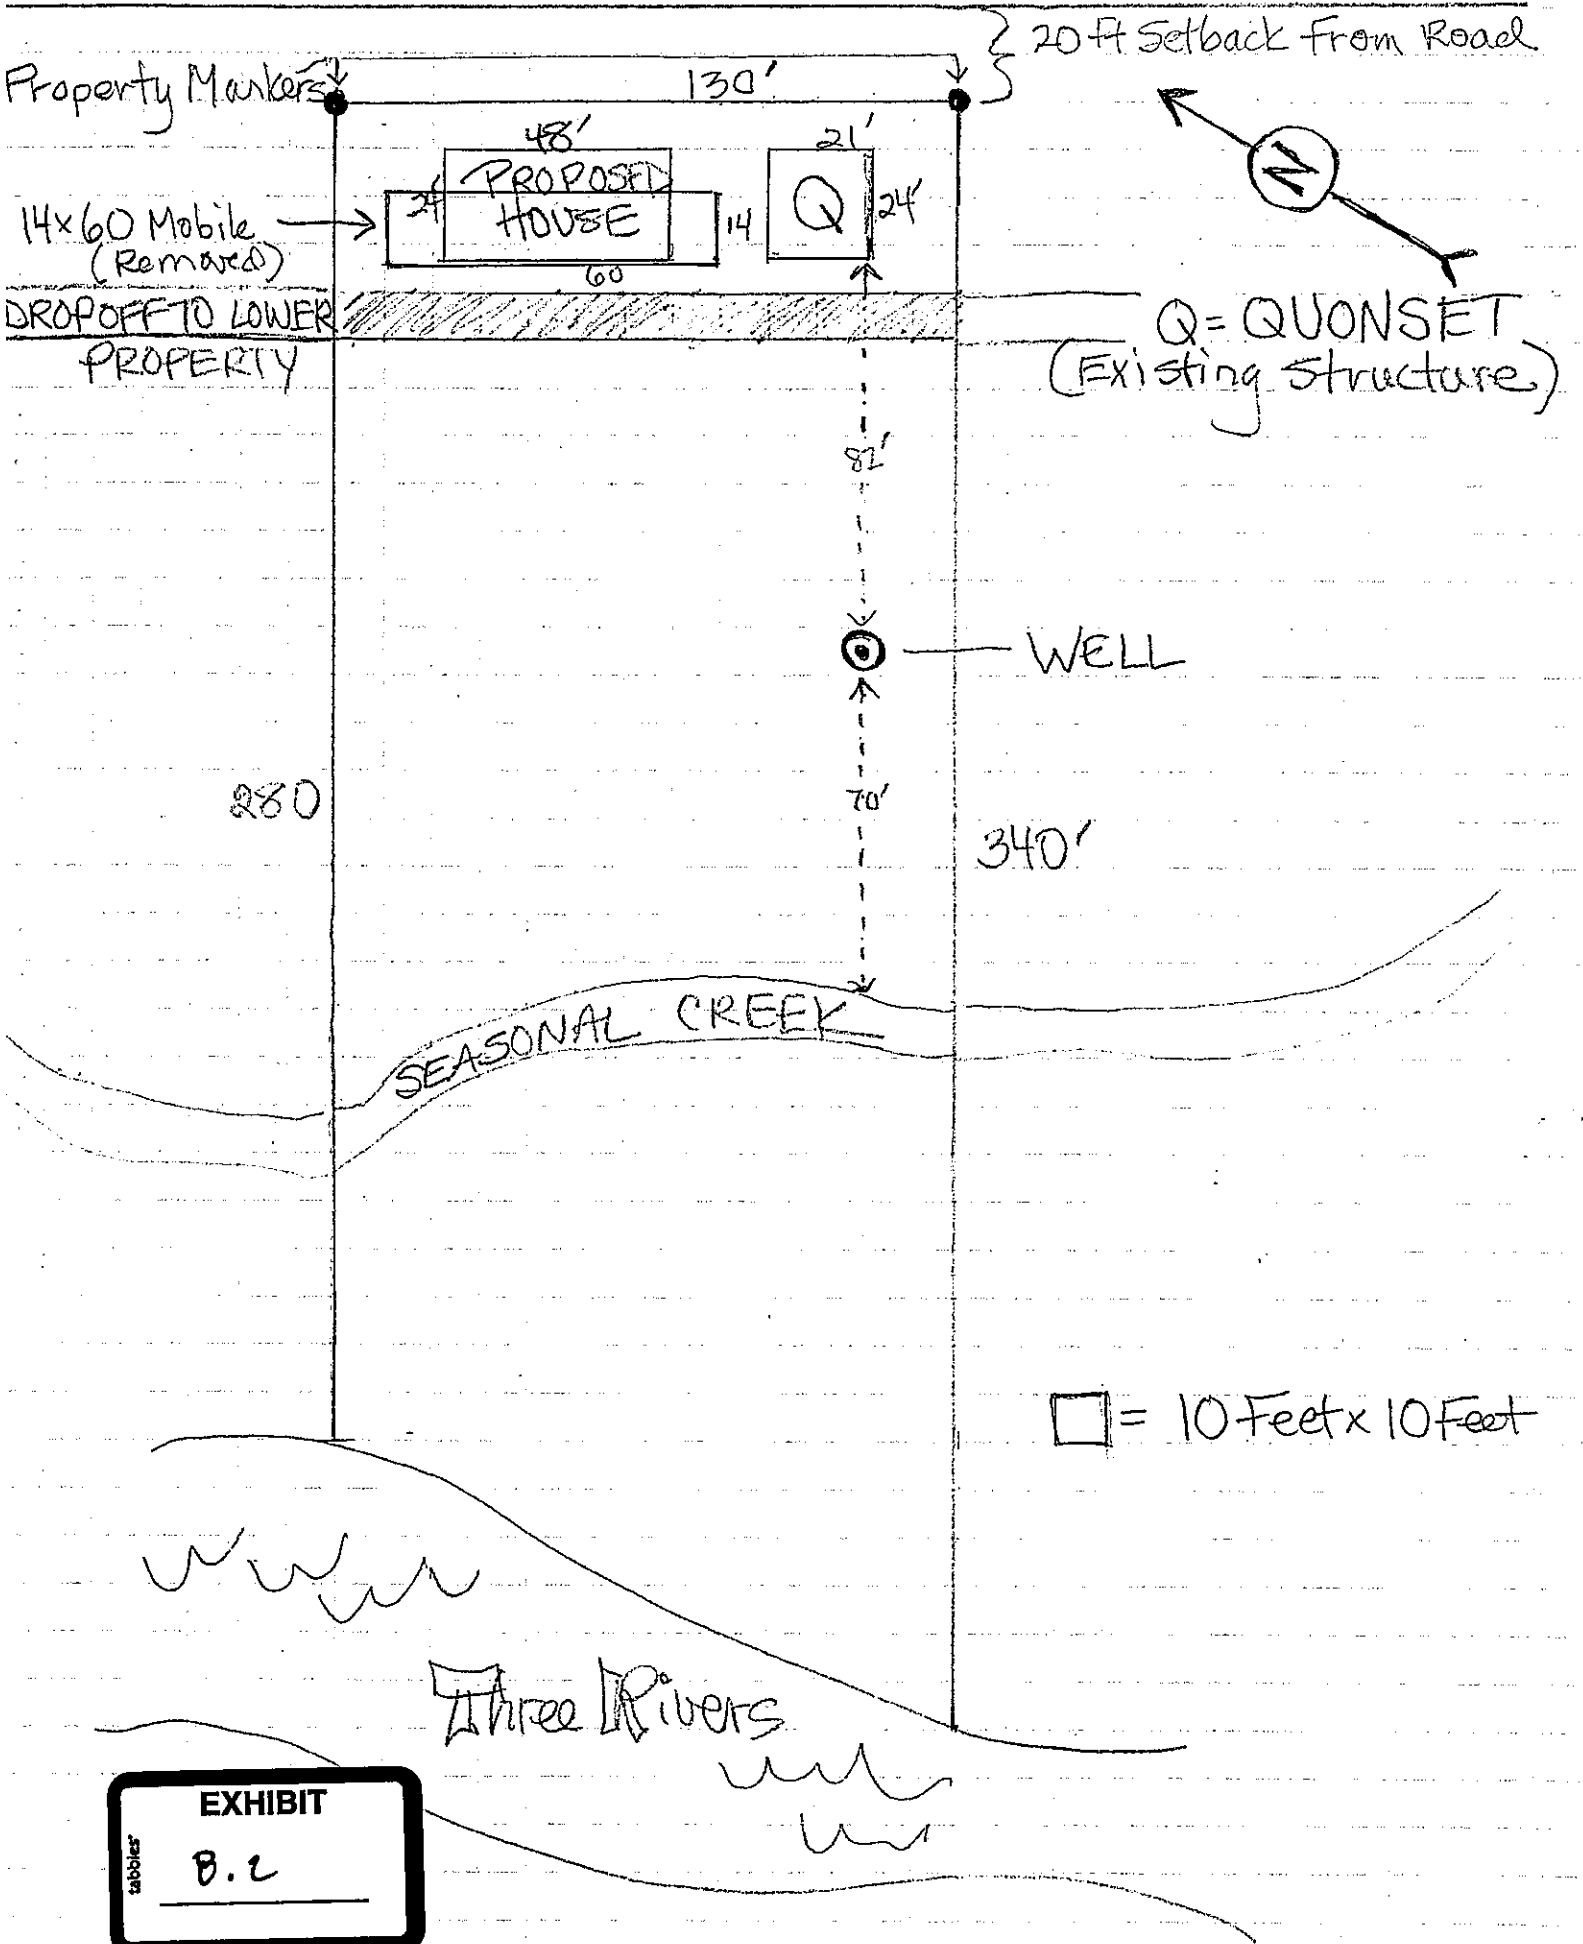 20 ft Setback From Road
Property Markers
130'
48'
21'
PROPOSED
HOUSE
24'
Q
24'
14
14x60 Mobile
(Removed)
60
N
DROP OFF TO LOWER
PROPERTY
Q = QUONSET
(Existing Structure)
82'
WELL
280
70'
340'
SEASONAL CREEK
= 10 Feet x 10 Feet
Three Rivers
EXHIBIT
tabbies
B.2